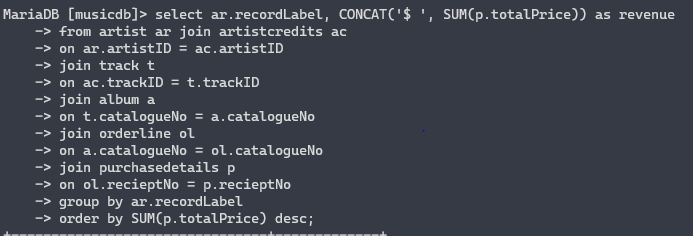 MariaDB [musicdb]> select ar.recordLabel, CONCAT('$ ', SUM(p.totalPrice)) as revenue
    -> from artist ar join artistcredits ac
    -> on ar.artistID = ac.artistID
    -> join track t
    -> on ac.trackID = t.trackID
    -> join album a
    -> on t.catalogueNo = a.catalogueNo
    -> join orderline ol
    -> on a.catalogueNo = ol.catalogueNo
    -> join purchasedetails p
    -> on ol.recieptNo = p.recieptNo
    -> group by ar.recordLabel
    -> order by SUM(p.totalPrice) desc;